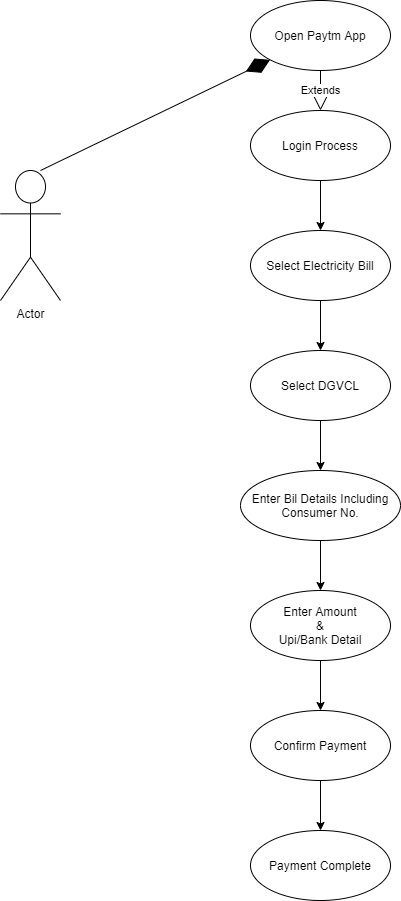 Open Paytm App
Extends
Login Process
Actor
Select Electricity Bill
Select DGVCL
Enter Bil Details Including
Consumer No.
Enter Amount
&
Upi/Bank Detail
Confirm Payment
Payment Complete